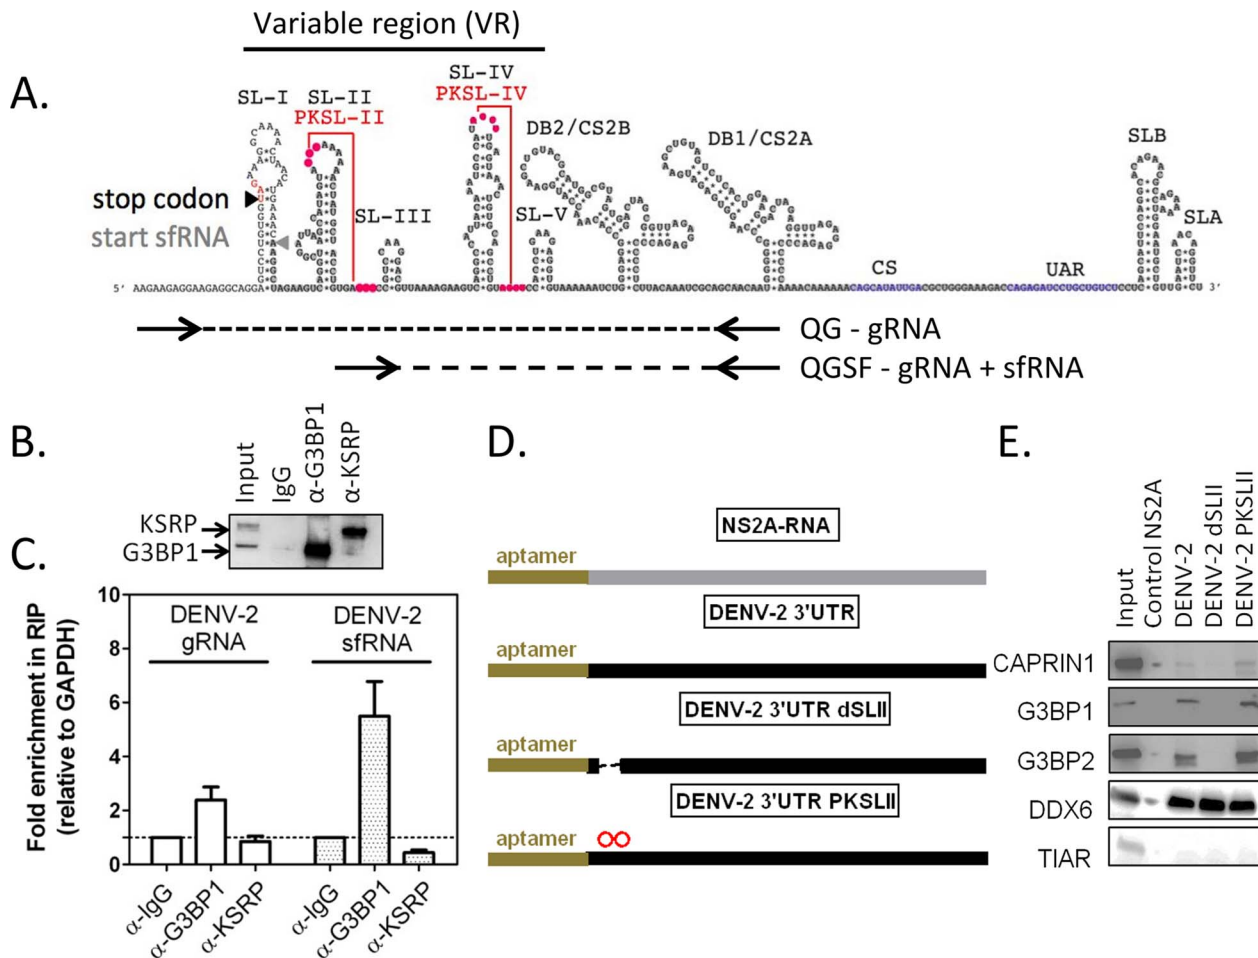 Variable region (VR)
A.
SL-I
SL-II
PKSL-II
SL-IV
PKSL-IV
DB2/CS2B
DB1/CS2A
SLB
SLA
stop codon
start sfRNA
SL-III
SL-V
CS
UAR
5' AAGAAGAGGAAGAGGCAGGA
3'
QG - gRNA
QGSF - gRNA + sfRNA
B.
Input
IgG
α-G3BP1
α-KSRP
KSRP
G3BP1
C.
Fold enrichment in RIP
(relative to GAPDH)
10
8
6
4
2
0
DENV-2
gRNA
DENV-2
sfRNA
α-IgG
α-G3BP1
α-KSRP
α-IgG
α-G3BP1
α-KSRP
D.
NS2A-RNA
aptamer
DENV-2 3'UTR
aptamer
DENV-2 3'UTR dSLII
aptamer
DENV-2 3'UTR PKSLII
aptamer
E.
Input
Control NS2A
DENV-2
DENV-2 dSLII
DENV-2 PKSLII
CAPRIN1
G3BP1
G3BP2
DDX6
TIAR